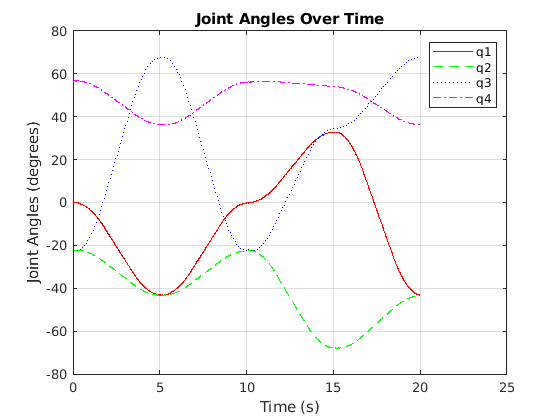 Joint Angles Over Time
80
60
40
20
0
-20
-40
-60
-80
Joint Angles (degrees)
q1
q2
q3
q4
0 5 10 15 20 25
Time (s)